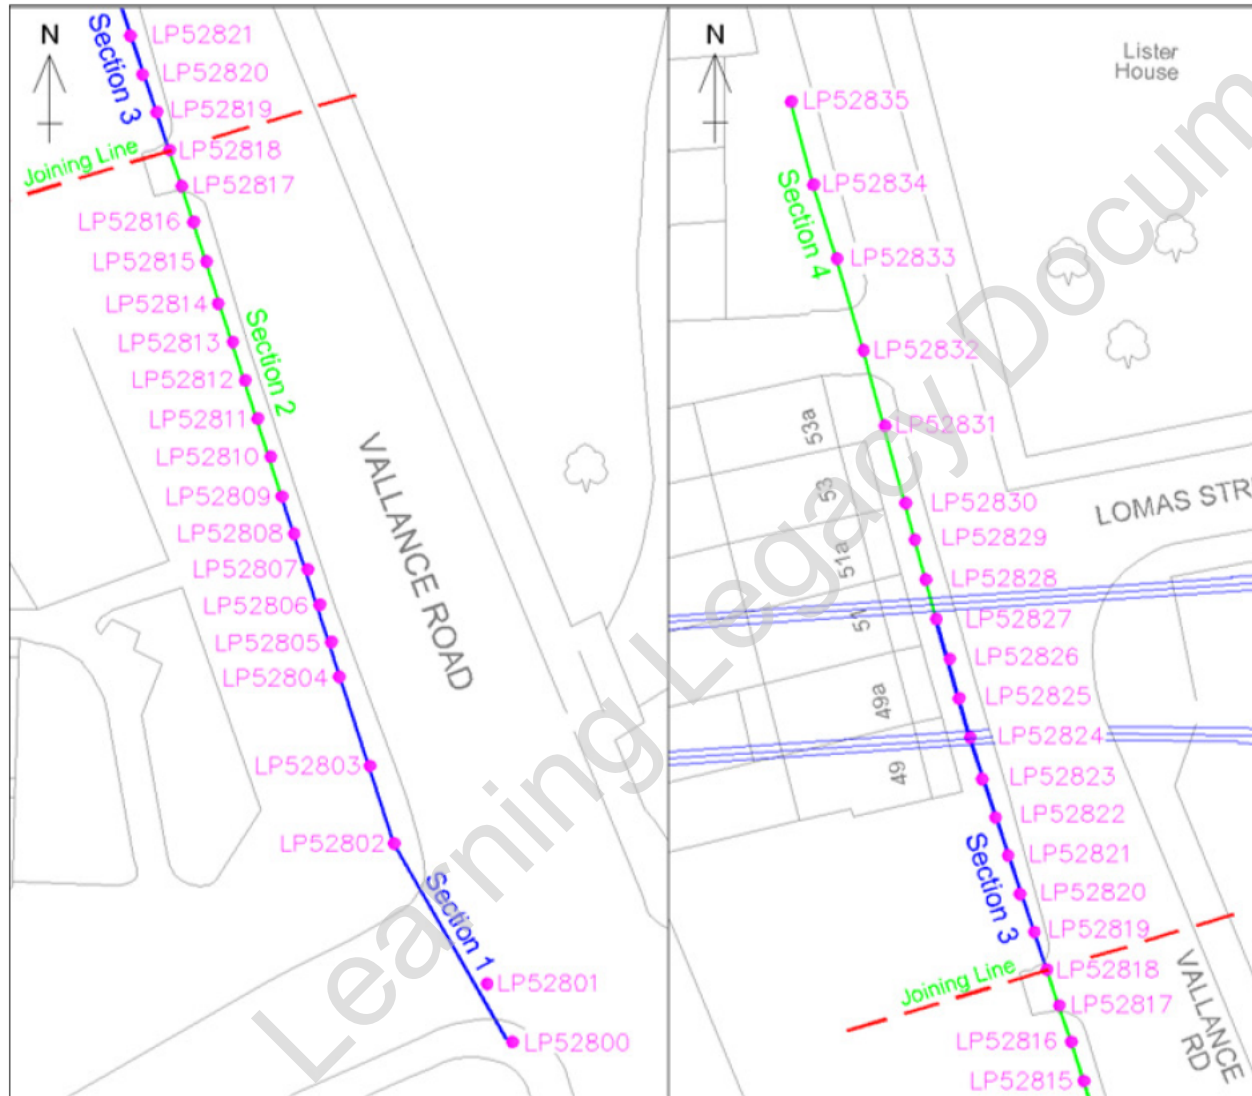 N
Section 3
LP52821
LP52820
LP52819
Joining Line
LP52818
LP52817
LP52816
LP52815
LP52814
Section 2
LP52813
LP52812
LP52811
LP52810
VALLANCE ROAD
LP52809
LP52808
LP52807
LP52806
LP52805
LP52804
LP52803
LP52802
Section 1
LP52801
LP52800
N
Lister
House
LP52835
LP52834
Section 4
LP52833
LP52832
53a
LP52831
53
LP52830
LOMAS STR
51a
LP52829
LP52828
51
LP52827
LP52826
49a
LP52825
LP52824
49
LP52823
LP52822
Section 3
LP52821
LP52820
LP52819
Joining Line
LP52818
LP52817
VALLANCE
RD
LP52816
LP52815
Learning Legacy Docum